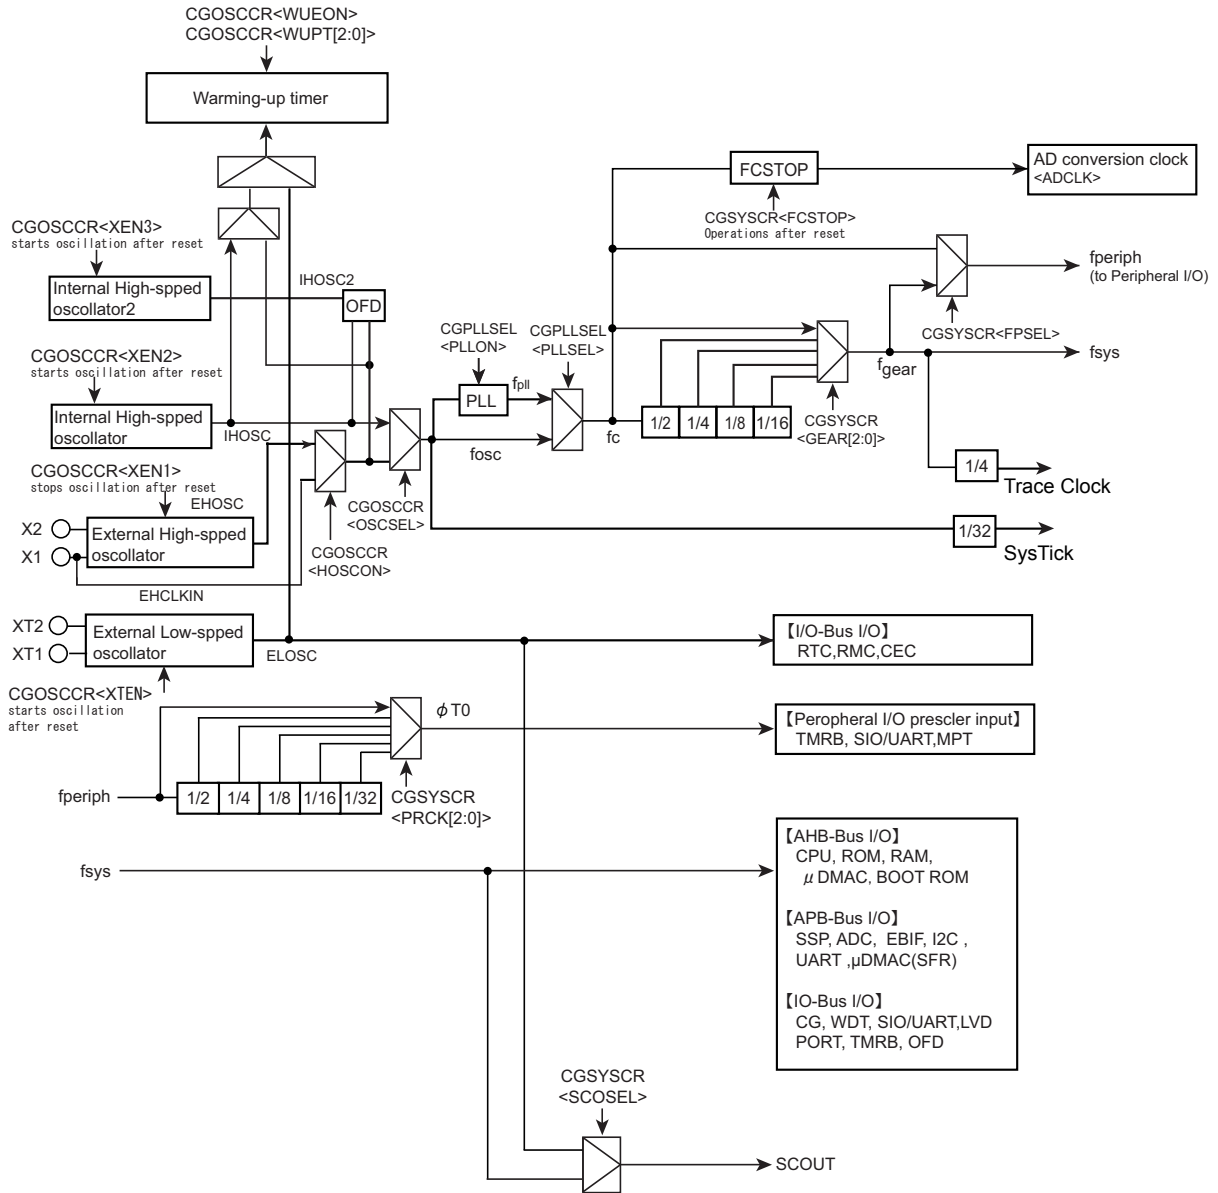 CGOSCCR<WUEON>
CGOSCCR<WUPT[2:0]>
Warming-up timer
FCSTOP
AD conversion clock
<ADCLK>
CGOSCCR<XEN3>
starts oscillation after reset
CGSYSCR<FCSTOP>
Operations after reset
IHOSC2
fperiph
(to Peripheral I/O)
Internal High-spped
oscollator2
OFD
CGPLLSEL
<PLLON>
CGPLLSEL
<PLLSEL>
CGSYSCR<FPSEL>
CGOSCCR<XEN2>
starts oscillation after reset
fsys
fgear
fpll
PLL
Internal High-spped
oscillator
IHOSC
1/2
1/4
1/8
1/16
CGSYSCR
<GEAR[2:0]>
fc
fosc
CGOSCCR<XEN1>
stops oscillation after reset
EHOSC
1/4
Trace Clock
CGOSCCR
<OSCSEL>
X2
X1
External High-spped
oscollator
CGOSCCR
<HOSCON>
1/32
SysTick
EHCLKIN
XT2
XT1
External Low-spped
oscollator
ELOSC
【I/O-Bus I/O】
RTC,RMC,CEC
CGOSCCR<XTEN>
starts oscillation
after reset
φT0
【Peropheral I/O prescler input】
TMRB, SIO/UART,MPT
fperiph
1/2
1/4
1/8
1/16
1/32
CGSYSCR
<PRCK[2:0]>
fsys
【AHB-Bus I/O】
CPU, ROM, RAM,
μ DMAC, BOOT ROM
【APB-Bus I/O】
SSP, ADC, EBIF, I2C ,
UART ,μDMAC(SFR)
【IO-Bus I/O】
CG, WDT, SIO/UART,LVD
PORT, TMRB, OFD
CGSYSCR
<SCOSEL>
SCOUT